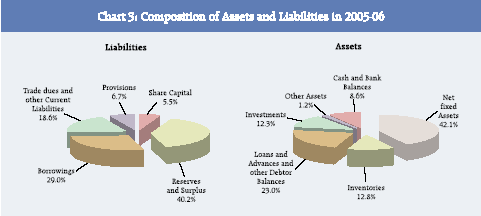 Chart 3: Composition of Assets and Liabilities in 2005-06
Liabilities
Provisions
6.7%
Share Capital
5.5%
Trade dues and
other Current
Liabilities
18.6%
Borrowings
29.0%
Reserves
and Surplus
40.2%
Assets
Cash and Bank
Balances
8.6%
Other Assets
1.2%
Net
fixed
Assets
42.1%
Investments
12.3%
Loans and
Advances and
other Debtor
Balances
23.0%
Inventories
12.8%